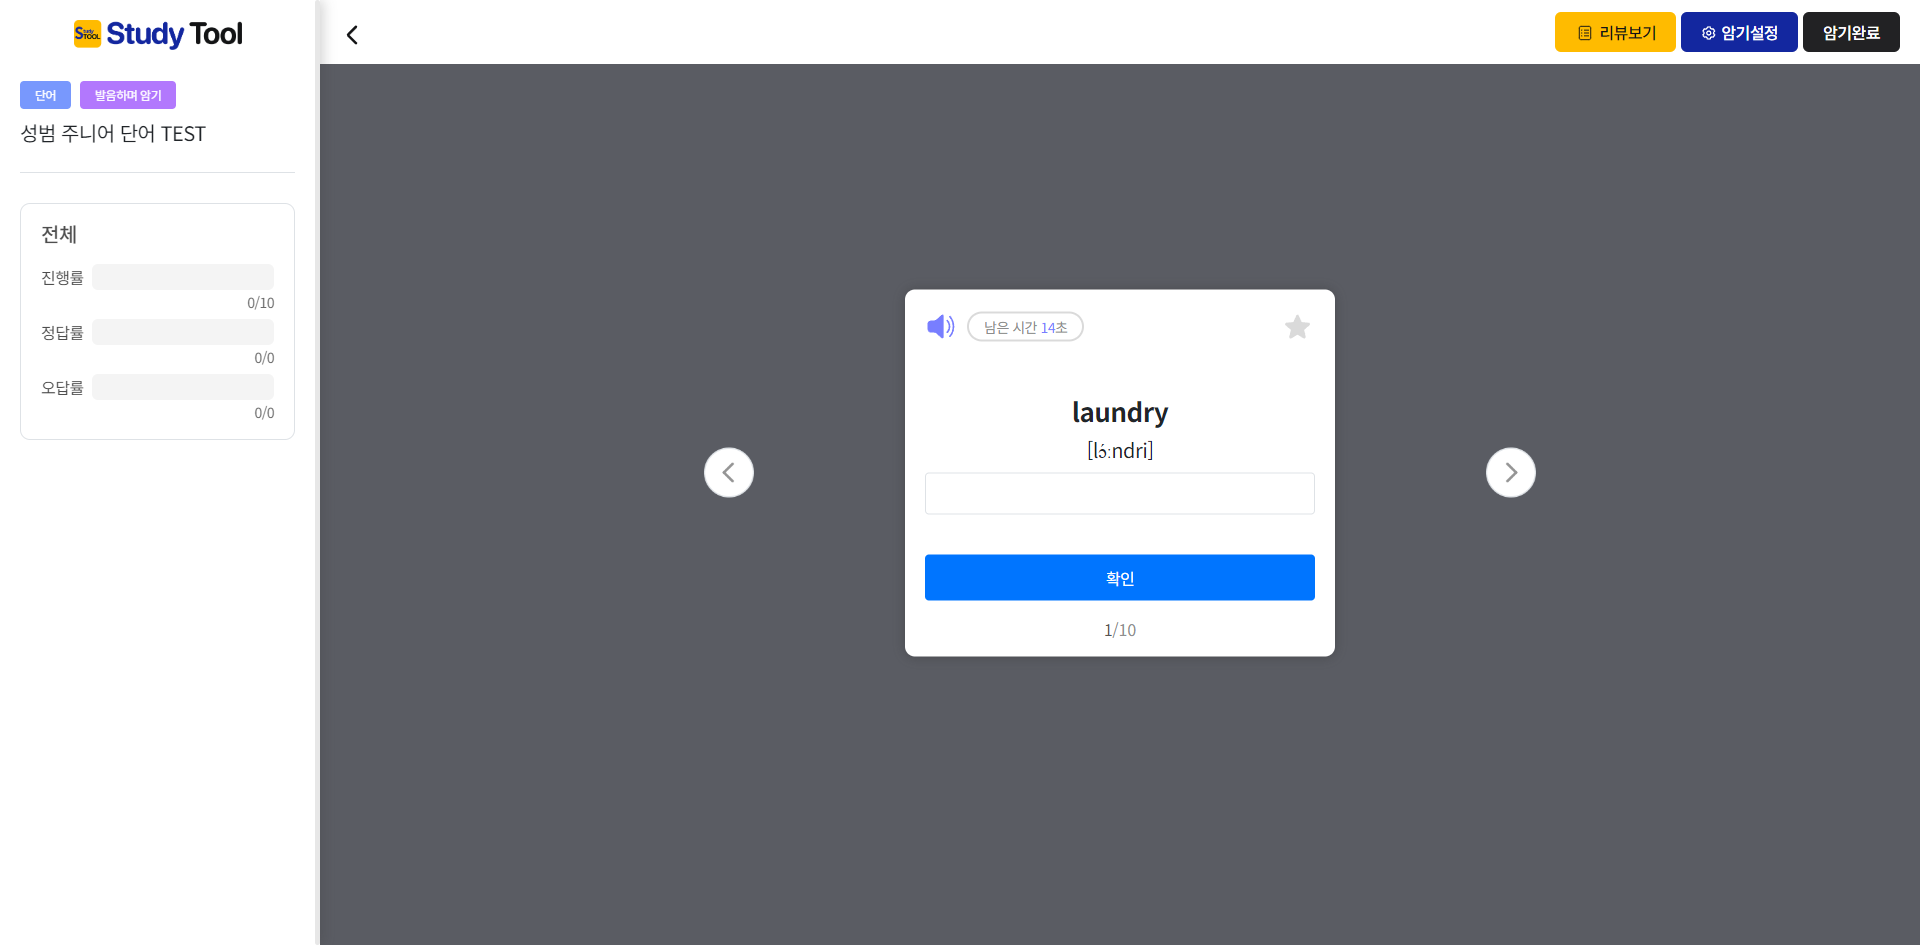 Study Tool
단어
발음하며 암기
성범 주니어 단어 TEST
전체
진행률
0/10
정답률
0/0
오답률
0/0
리뷰보기
암기설정
암기완료
남은 시간 14초
laundry
[lɔ́ːndri]
확인
1/10